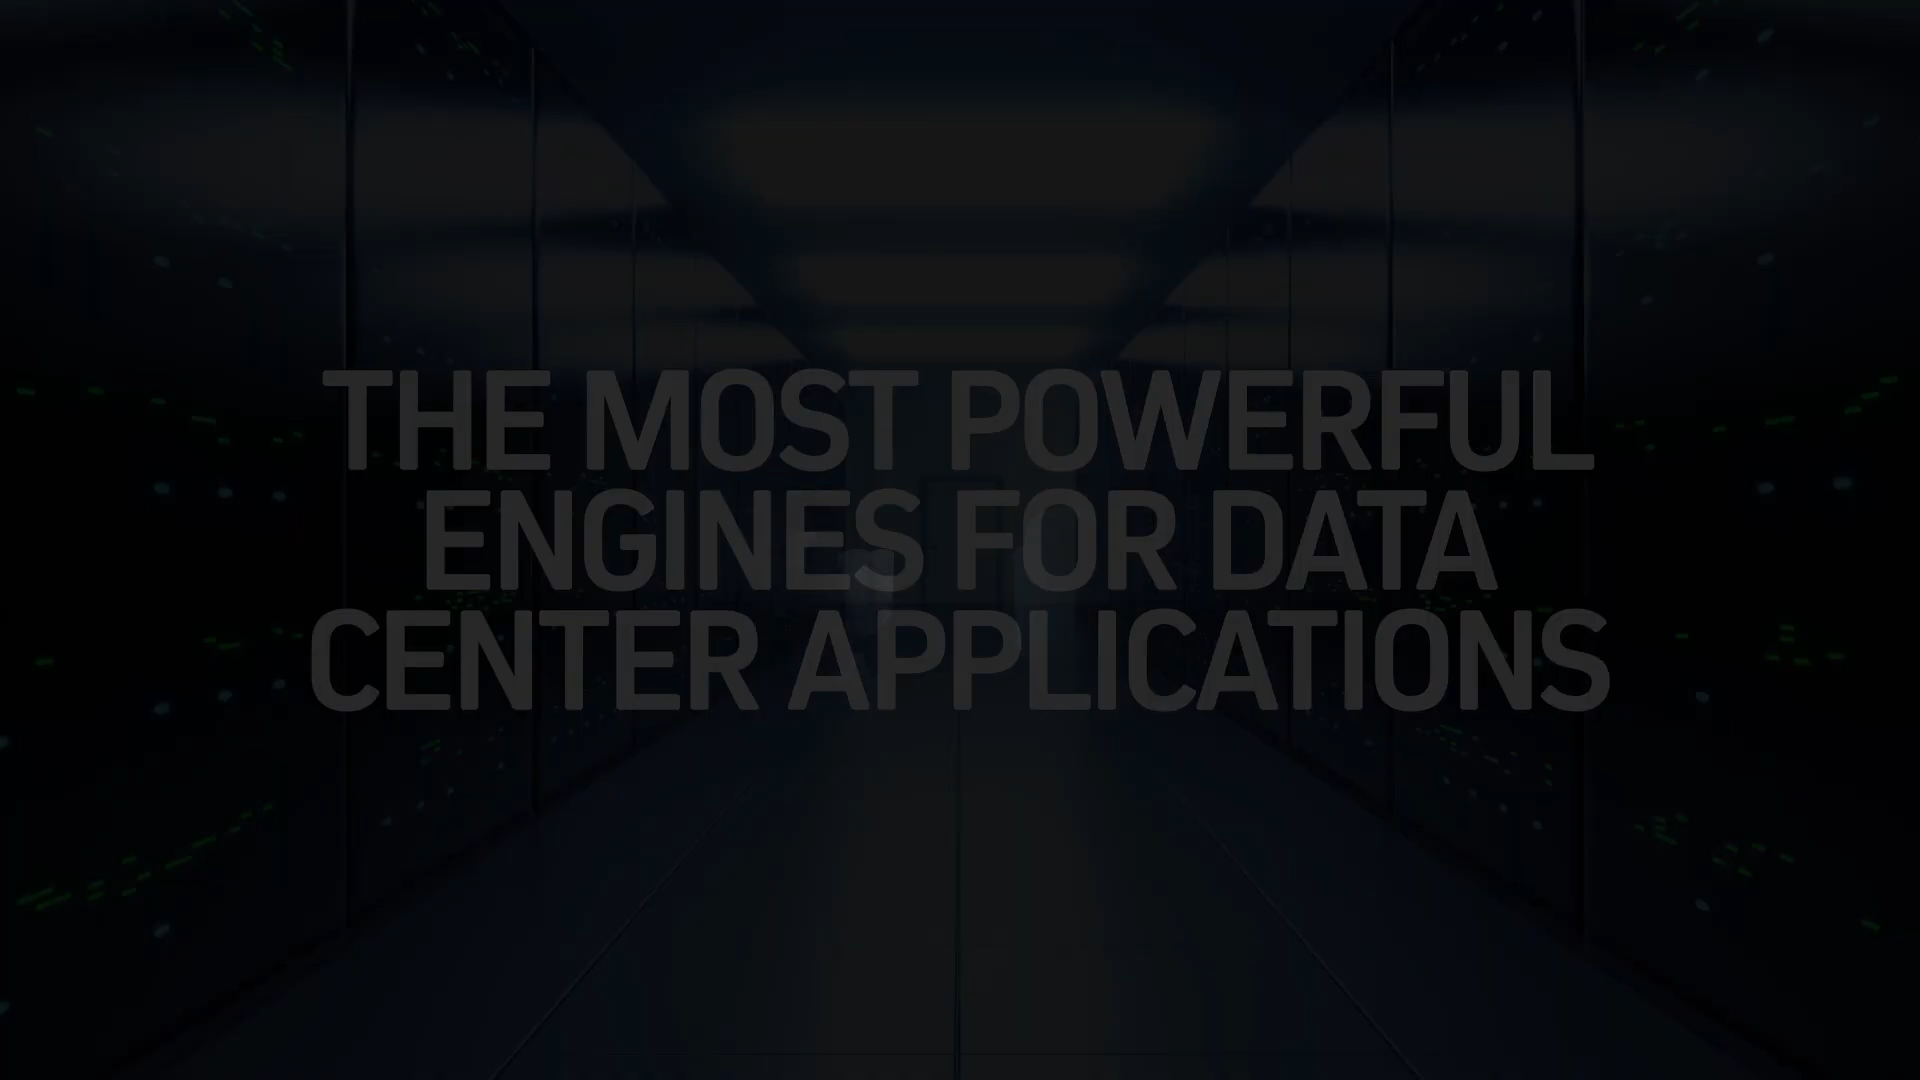 THE MOST POWERFUL
ENGINES FOR DATA
CENTER APPLICATIONS